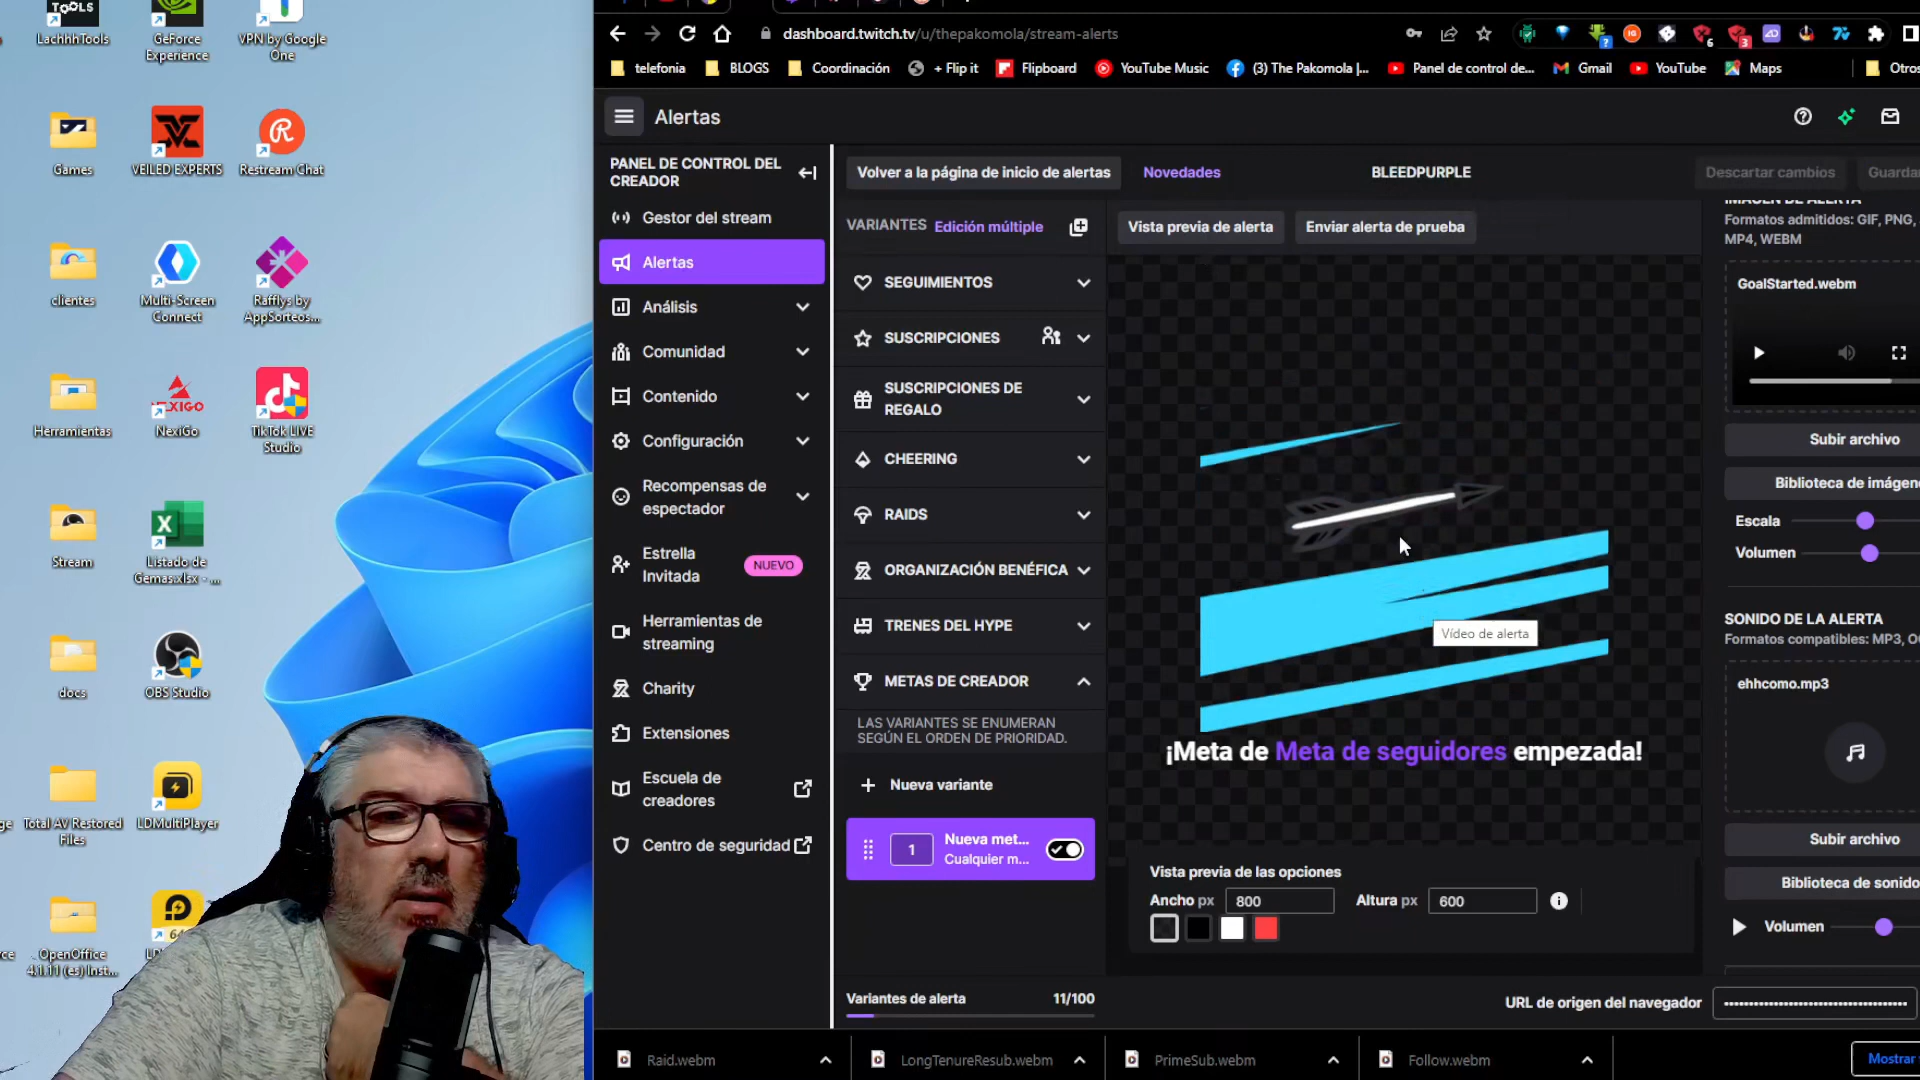 LachhhTools
GeForce
Experience
VPN by Google
One
Games
VEILED EXPERTS
Restream Chat
clientes
Multi-Screen
Connect
Rafflys by
AppSorteos...
Herramientas
NexiGo
TikTok LIVE
Studio
Stream
Listado de
Gemas.xlsx - ...
docs
OBS Studio
Total AV Restored
Files
LDMultiPlayer
OpenOffice
4.1.11 (es) Inst...
dashboard.twitch.tv/u/thepakomola/stream-alerts
telefonia
BLOGS
Coordinación
+ Flip it
Flipboard
YouTube Music
(3) The Pakomola |...
Panel de control de...
Gmail
YouTube
Maps
Otros
Alertas
PANEL DE CONTROL DEL
CREADOR
Gestor del stream
Alertas
Análisis
Comunidad
Contenido
Configuración
Recompensas de
espectador
Estrella
Invitada
NUEVO
Herramientas de
streaming
Charity
Extensiones
Escuela de
creadores
Centro de seguridad
Volver a la página de inicio de alertas
Novedades
BLEEDPURPLE
Descartar cambios
Guardar
VARIANTES
Edición múltiple
Vista previa de alerta
Enviar alerta de prueba
SEGUIMIENTOS
SUSCRIPCIONES
SUSCRIPCIONES DE
REGALO
CHEERING
RAIDS
ORGANIZACIÓN BENÉFICA
TRENES DEL HYPE
METAS DE CREADOR
LAS VARIANTES SE ENUMERAN
SEGÚN EL ORDEN DE PRIORIDAD.
Nueva variante
1
Nueva met...
Cualquier m...
Variantes de alerta
11/100
Vídeo de alerta
¡Meta de Meta de seguidores empezada!
Vista previa de las opciones
Ancho px
800
Altura px
600
IMAGEN DE ALERTA
Formatos admitidos: GIF, PNG,
MP4, WEBM
GoalStarted.webm
Subir archivo
Biblioteca de imágene
Escala
Volumen
SONIDO DE LA ALERTA
Formatos compatibles: MP3, O
ehhcomo.mp3
Subir archivo
Biblioteca de sonido
Volumen
URL de origen del navegador
Raid.webm
LongTenureResub.webm
PrimeSub.webm
Follow.webm
Mostrar